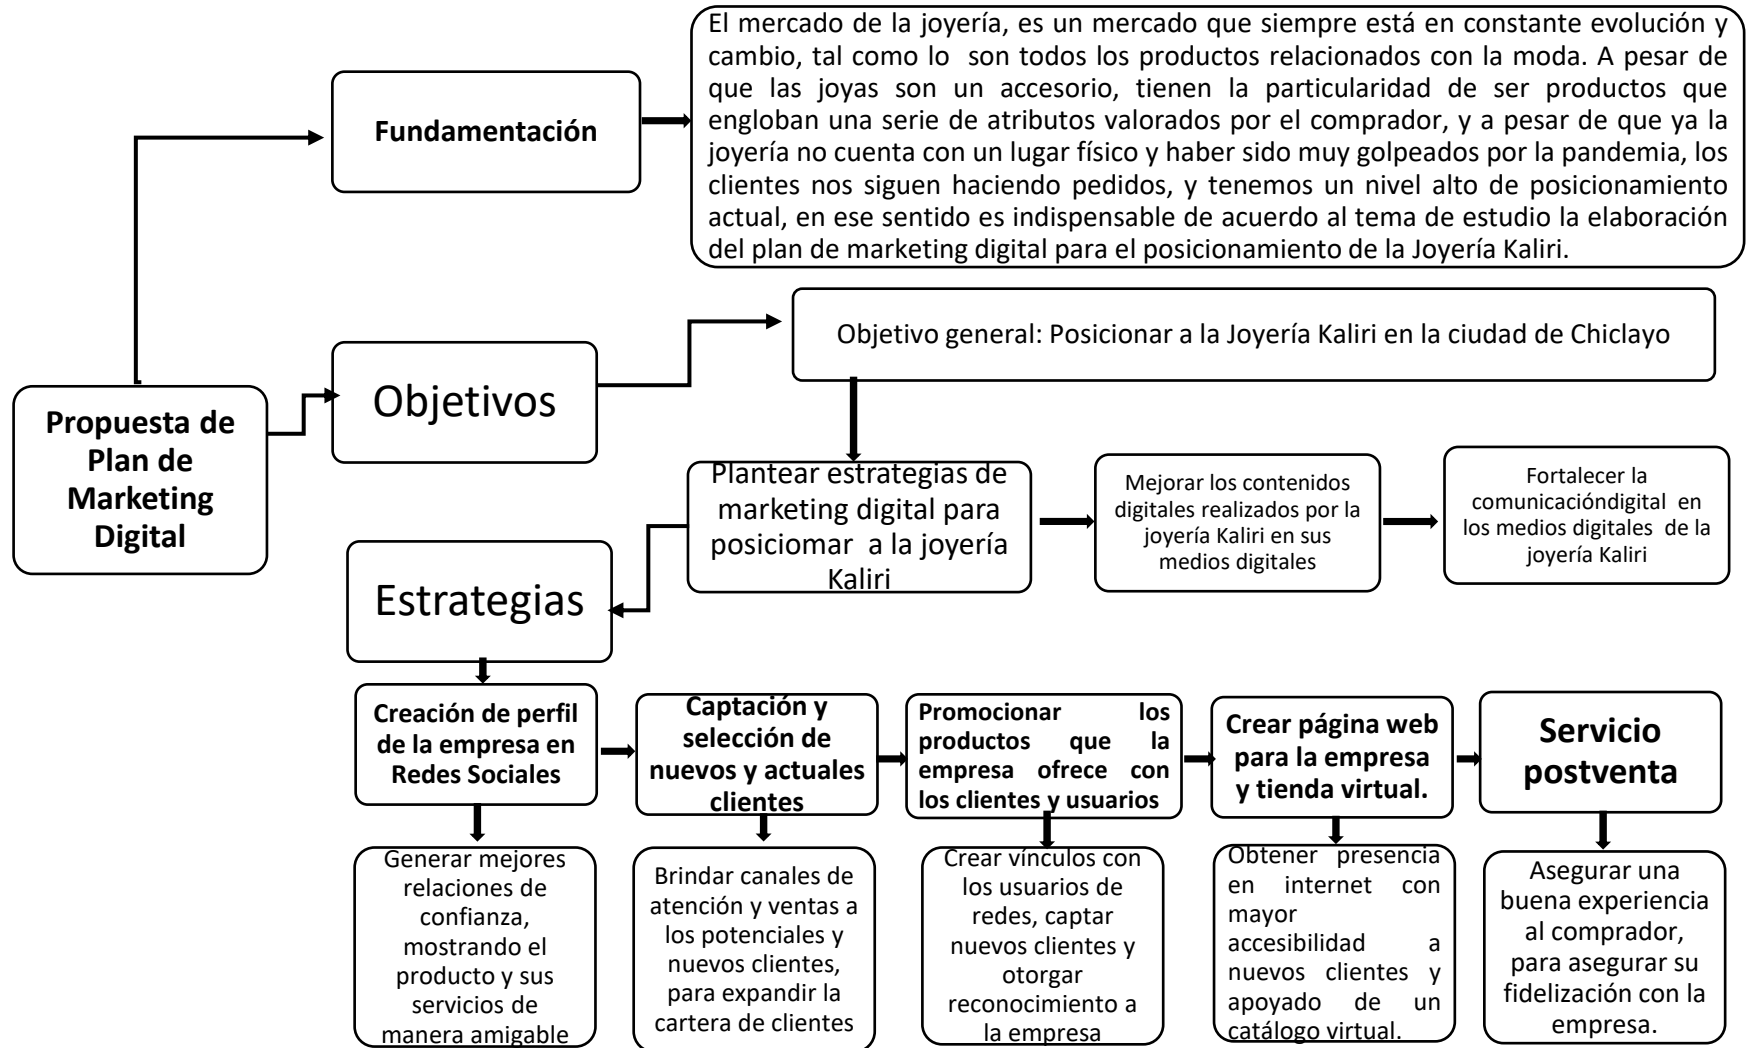 El mercado de la joyería, es un mercado que siempre está en constante evolución y
cambio, tal como lo son todos los productos relacionados con la moda. A pesar de
que las joyas son un accesorio, tienen la particularidad de ser productos que
engloban una serie de atributos valorados por el comprador, y a pesar de que ya la
joyería no cuenta con un lugar físico y haber sido muy golpeados por la pandemia, los
clientes nos siguen haciendo pedidos, y tenemos un nivel alto de posicionamiento
actual, en ese sentido es indispensable de acuerdo al tema de estudio la elaboración
del plan de marketing digital para el posicionamiento de la Joyería Kaliri.
Fundamentación
Objetivo general: Posicionar a la Joyería Kaliri en la ciudad de Chiclayo
Objetivos
Propuesta de
Plan de
Marketing
Digital
Plantear estrategias de
marketing digital para
posiciomar a la joyería
Kaliri
Mejorar los contenidos
digitales realizados por la
joyería Kaliri en sus
medios digitales
Fortalecer la
comunicacióndigital en
los medios digitales de la
joyería Kaliri
Estrategias
Creación de perfil
de la empresa en
Redes Sociales
Captación y
selección de
nuevos y actuales
clientes
Promocionar los
productos que la
empresa ofrece con
los clientes y usuarios
Crear página web
para la empresa
y tienda virtual.
Servicio
postventa
Generar mejores
relaciones de
confianza,
mostrando el
producto y sus
servicios de
manera amigable
Brindar canales de
atención y ventas a
los potenciales y
nuevos clientes,
para expandir la
cartera de clientes
Crear vínculos con
los usuarios de
redes, captar
nuevos clientes y
otorgar
reconocimiento a
la empresa
Obtener presencia
en internet con
mayor
accesibilidad a
nuevos clientes y
apoyado de un
catálogo virtual.
Asegurar una
buena experiencia
al comprador,
para asegurar su
fidelización con la
empresa.